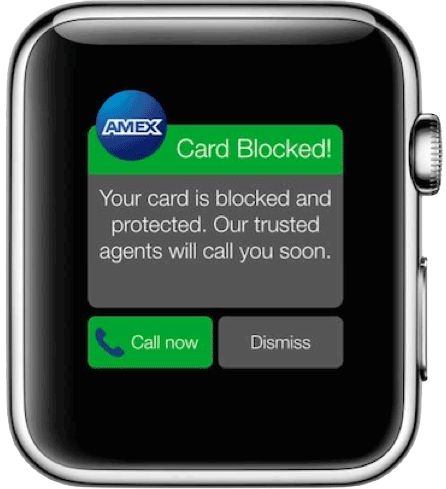 AMEX
Card Blocked!
Your card is blocked and
protected. Our trusted
agents will call you soon.
Call now
Dismiss